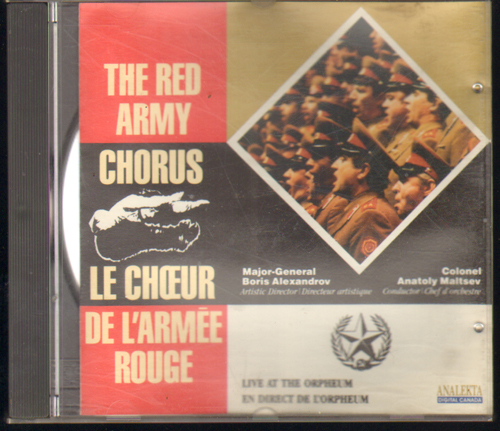 THE RED
ARMY
CHORUS
LE CHŒUR
DE L'ARMÉE
ROUGE
Major-General
Boris Alexandrov
Artistic Director | Directeur artistique
Colonel
Anatoly Maltsev
Conductor | Chef d'orchestre
LIVE AT THE ORPHEUM
EN DIRECT DE L'ORPHEUM
ANALEKTA
DIGITAL CANADA